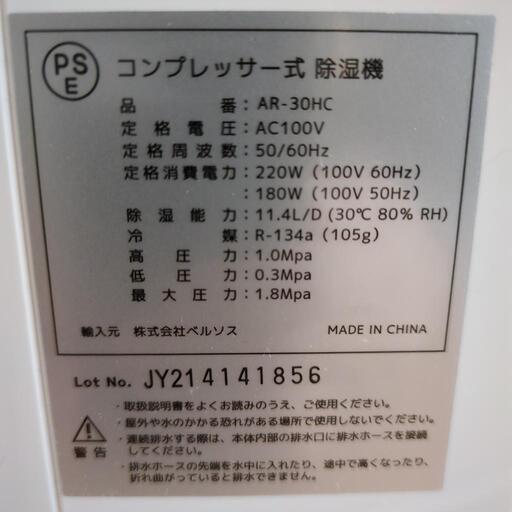 PS
E
コンプレッサー式 除湿機
品番：AR-30HC
定格電圧：AC100V
定格周波数：50/60Hz
定格消費電力：220W（100V 60Hz）
：180W（100V 50Hz）
除湿能力：11.4L/D (30℃ 80% RH)
冷媒：R-134a（105g）
高圧力：1.0Mpa
低圧力：0.3Mpa
最大圧力：1.8Mpa
輸入元 株式会社ベルソス MADE IN CHINA
Lot No. JY214141856
・取扱説明書をよくお読みのうえ、ご使用ください。
・屋外や水のかかる恐れがある場所で使用しないでください。
・連続排水する際は、本体内部の排水口に排水ホースを接続
してください。
警告
・排水ホースの先端を水中に入れたり、途中で高くなったり、
折れ曲がっていると排水できません。